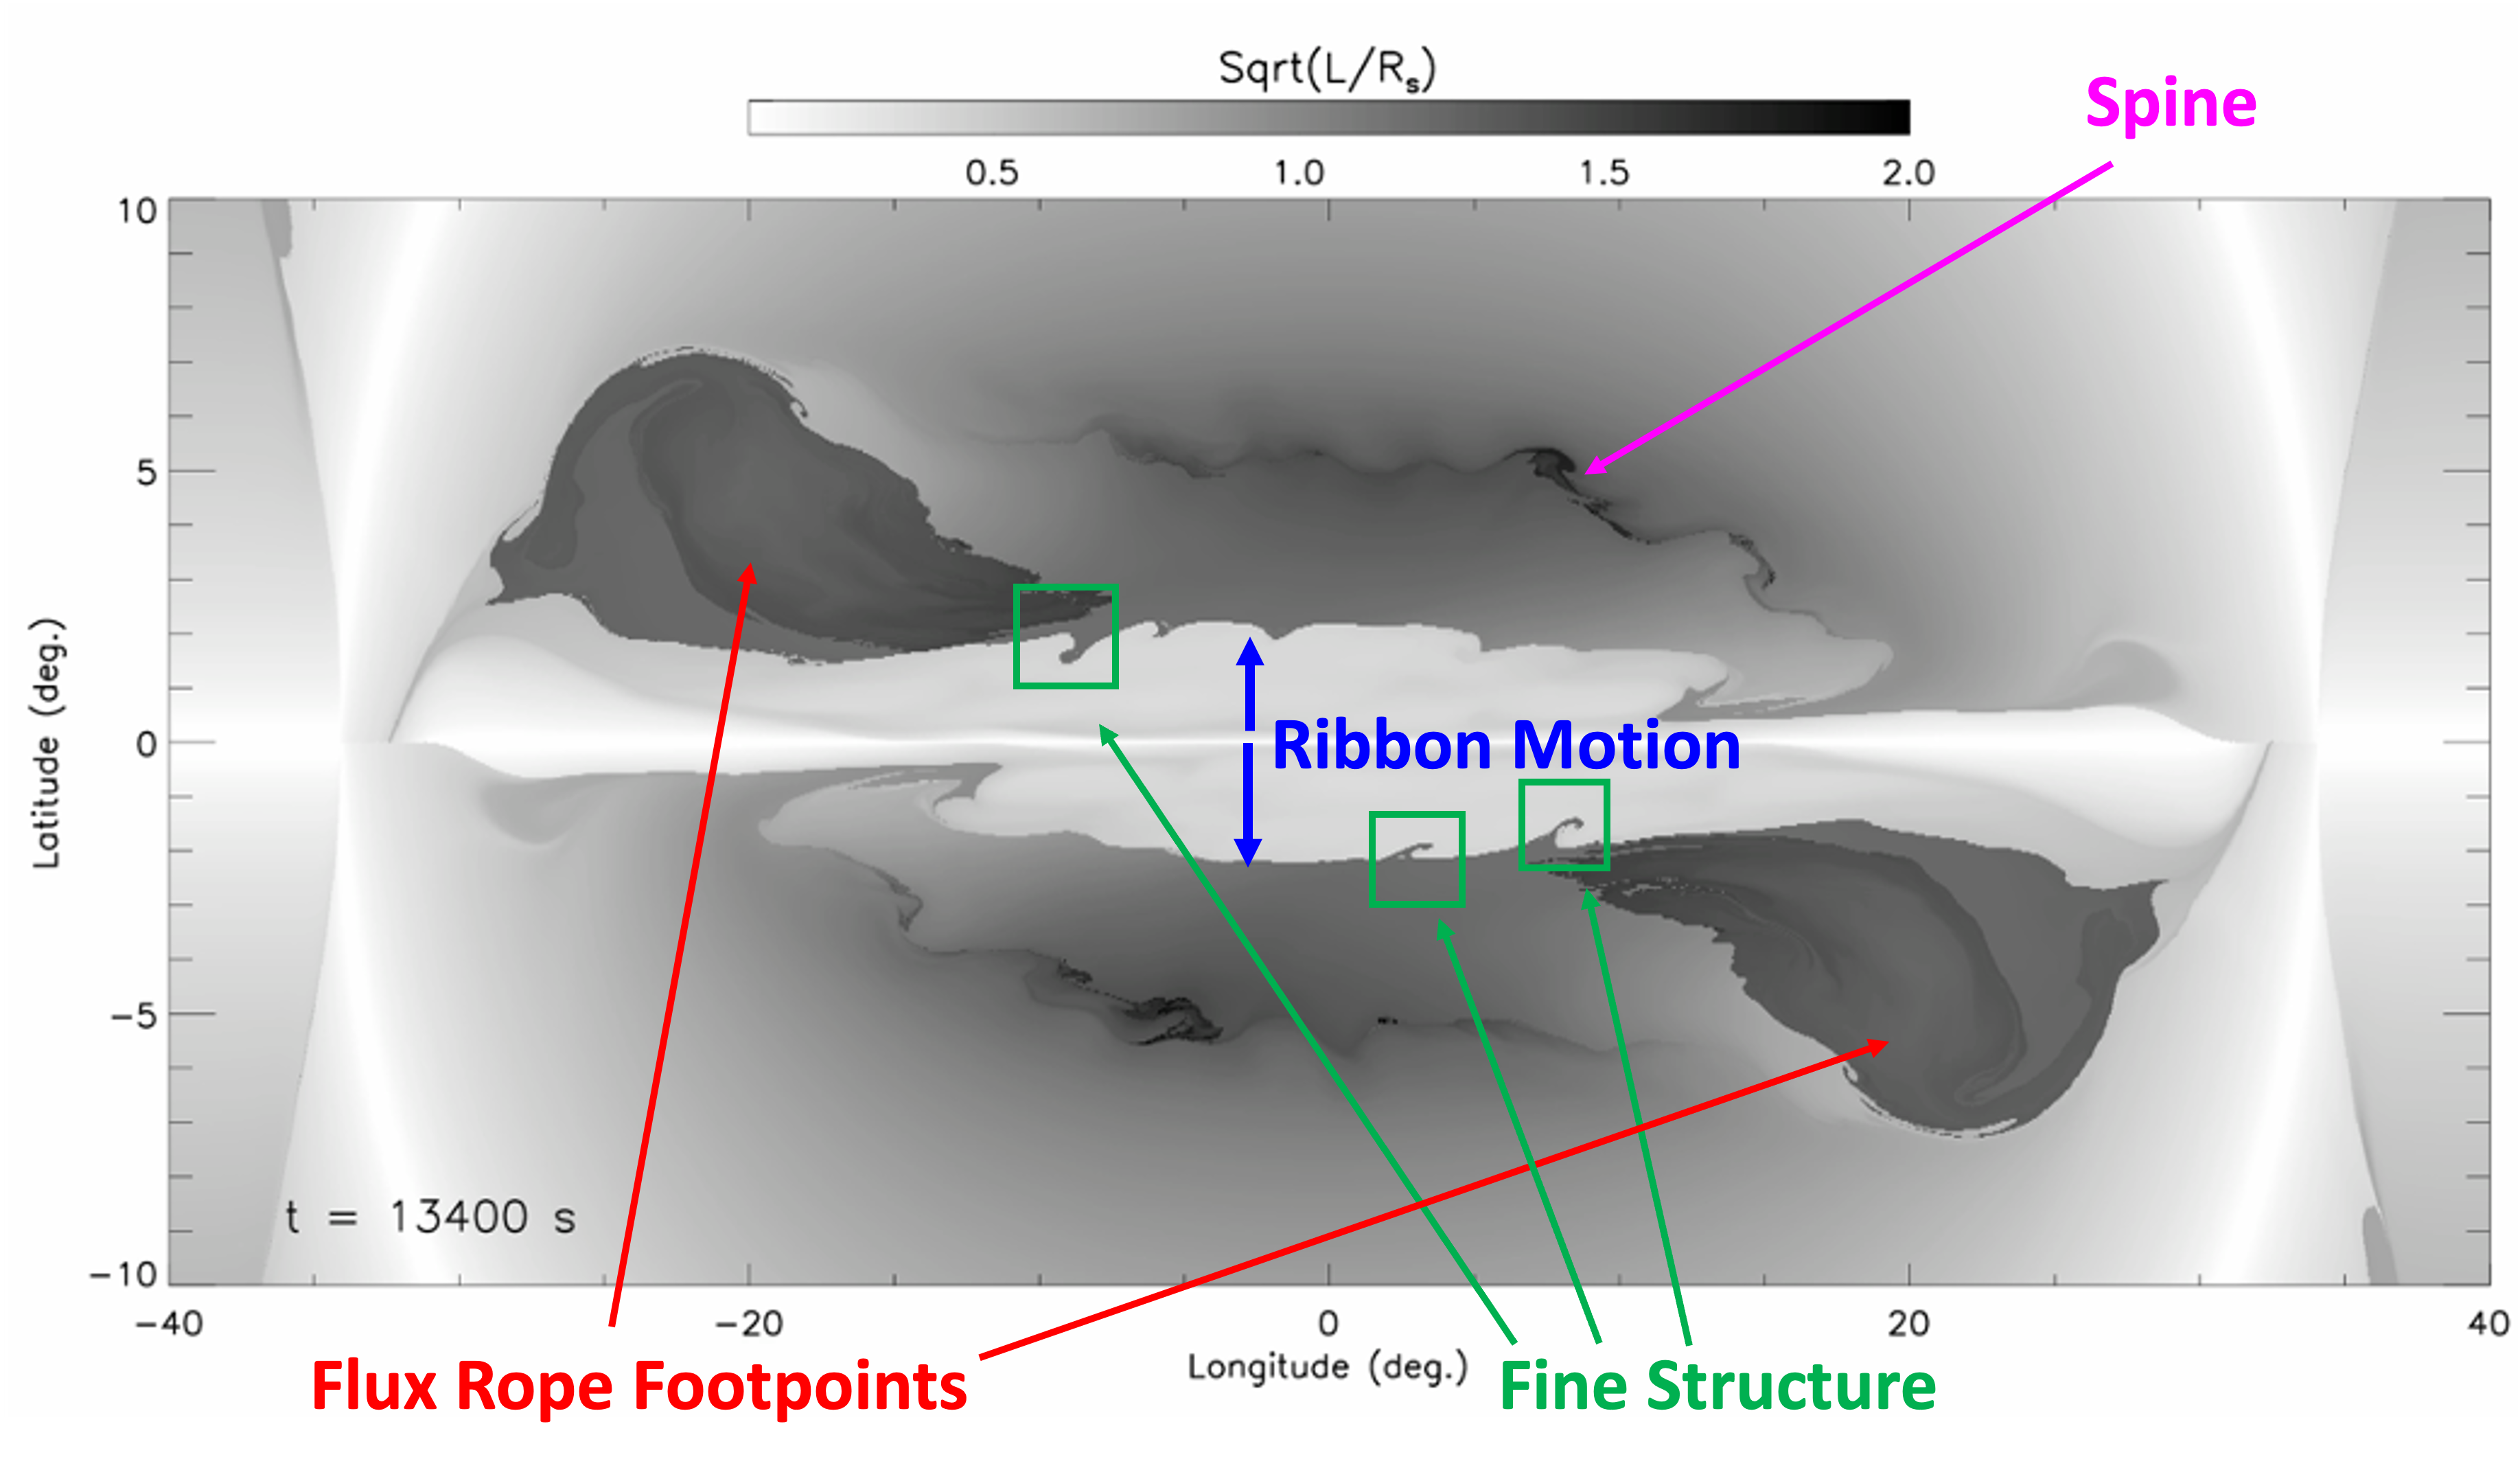 Sqrt(L/Rs)
Spine
0.5 1.0 1.5 2.0
10
5
Latitude (deg.)
0
Ribbon Motion
−5
t = 13400 s
−10
−40 −20 0 20 40
Longitude (deg.)
Flux Rope Footpoints
Fine Structure